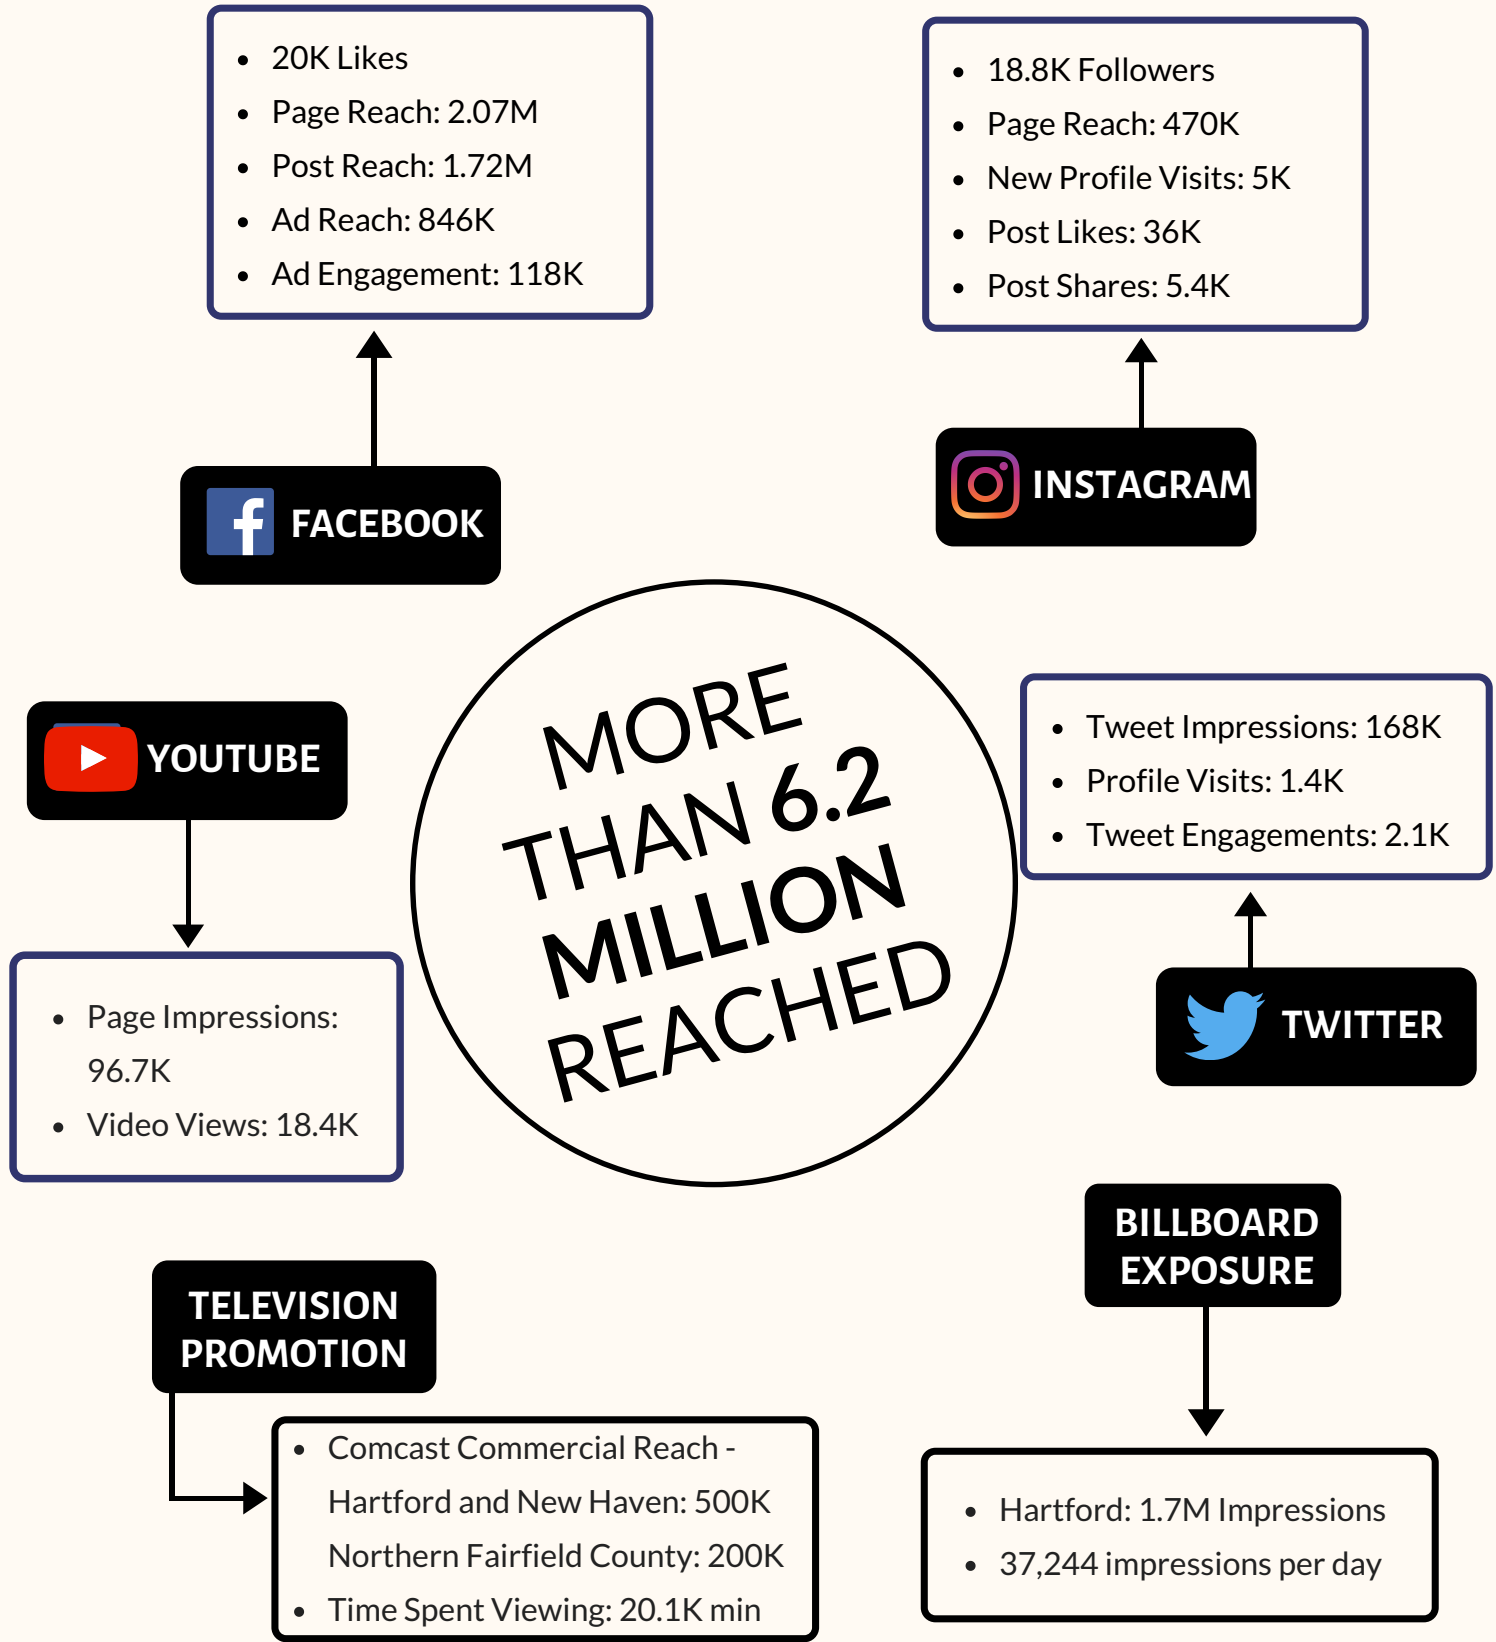 • 20K Likes
• Page Reach: 2.07M
• Post Reach: 1.72M
• Ad Reach: 846K
• Ad Engagement: 118K
FACEBOOK
• 18.8K Followers
• Page Reach: 470K
• New Profile Visits: 5K
• Post Likes: 36K
• Post Shares: 5.4K
INSTAGRAM
MORE
THAN 6.2
MILLION
REACHED
YOUTUBE
• Page Impressions:
96.7K
• Video Views: 18.4K
• Tweet Impressions: 168K
• Profile Visits: 1.4K
• Tweet Engagements: 2.1K
TWITTER
TELEVISION
PROMOTION
• Comcast Commercial Reach -
Hartford and New Haven: 500K
Northern Fairfield County: 200K
• Time Spent Viewing: 20.1K min
BILLBOARD
EXPOSURE
• Hartford: 1.7M Impressions
• 37,244 impressions per day